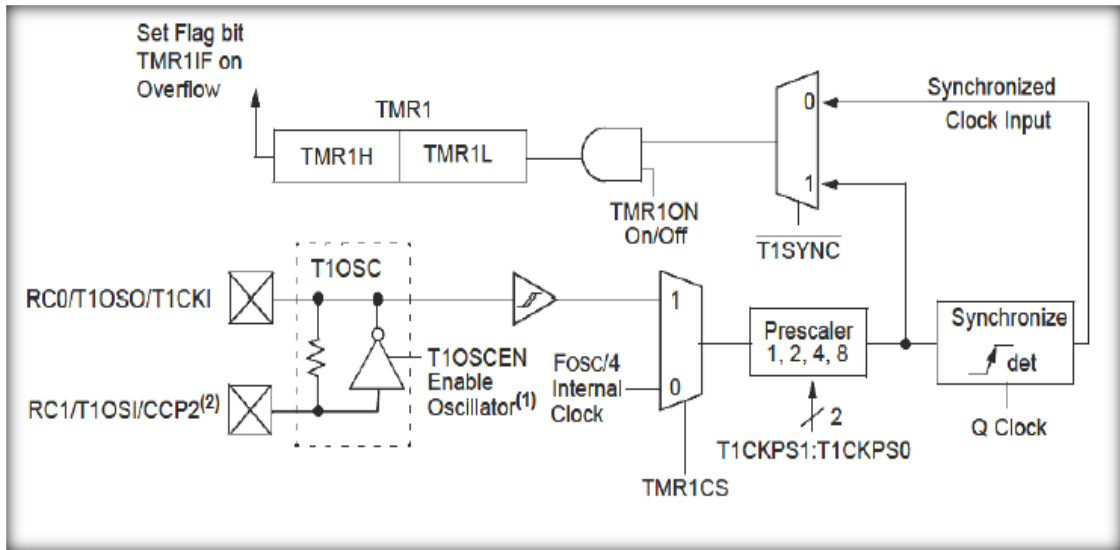 Set Flag bit
TMR1IF on
Overflow
TMR1
TMR1H
TMR1L
TMR1ON
On/Off
0
1
T1SYNC
Synchronized
Clock Input
RC0/T1OSO/T1CKI
T1OSC
RC1/T1OSI/CCP2(2)
T1OSCEN
Enable
Oscillator(1)
FOSC/4
Internal
Clock
1
0
TMR1CS
Prescaler
1, 2, 4, 8
2
T1CKPS1:T1CKPS0
Synchronize
det
Q Clock